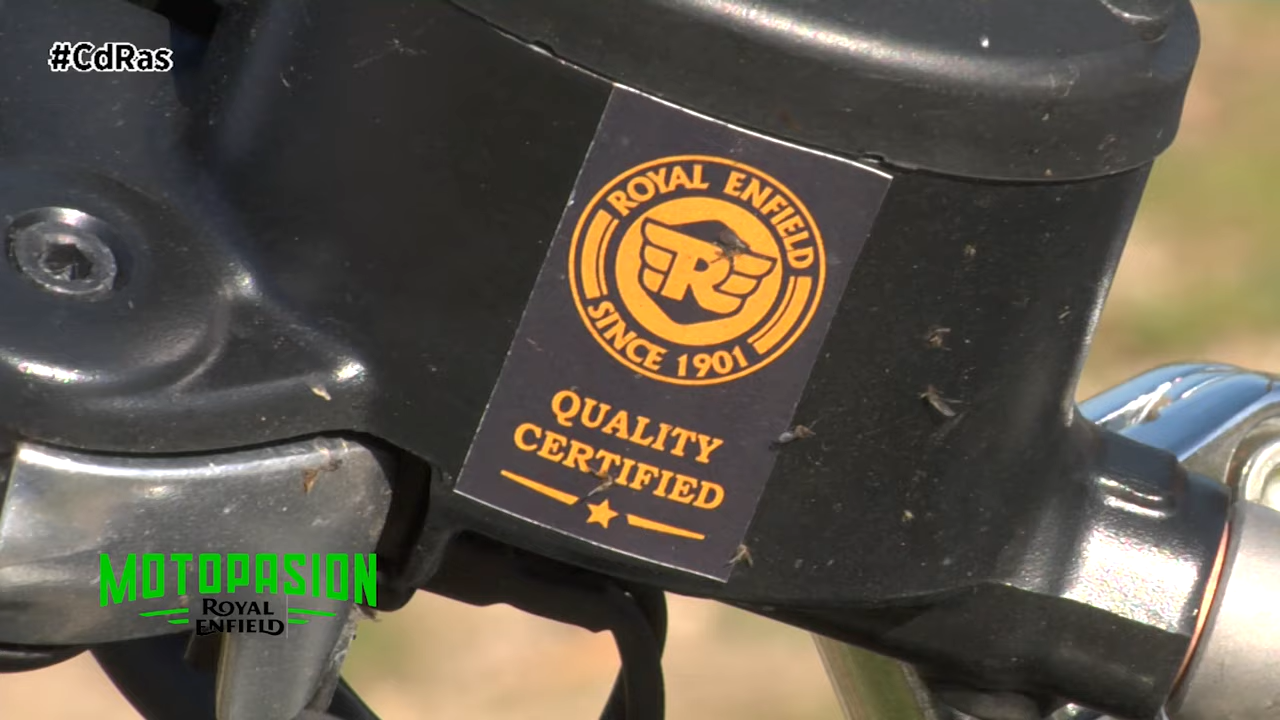 #CdRas
ROYAL ENFIELD
R
SINCE 1901
QUALITY
CERTIFIED
MOTOPASION
ROYAL
ENFIELD